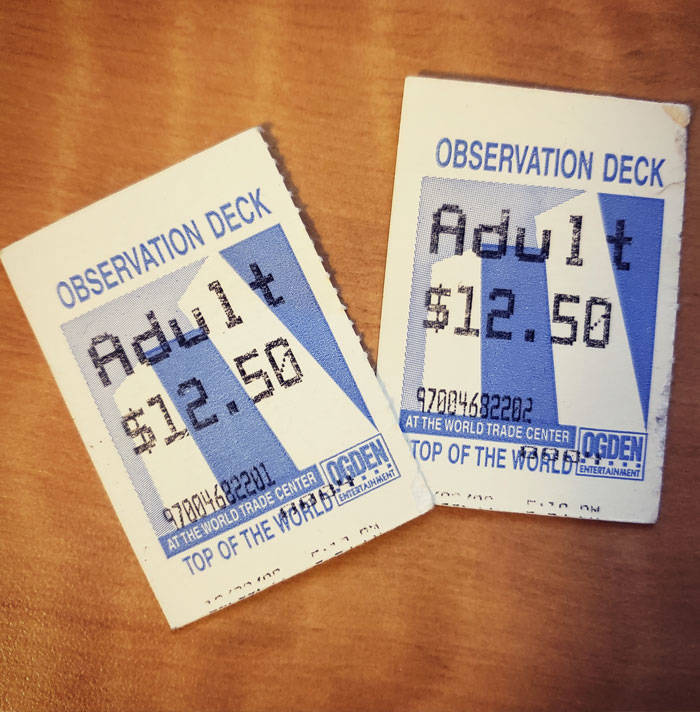 OBSERVATION DECK
Adult
$12.50
97004682201
AT THE WORLD TRADE CENTER
OGDEN
ENTERTAINMENT
TOP OF THE WORLD
OBSERVATION DECK
Adult
$12.50
97004682202
AT THE WORLD TRADE CENTER
OGDEN
ENTERTAINMENT
TOP OF THE WORLD